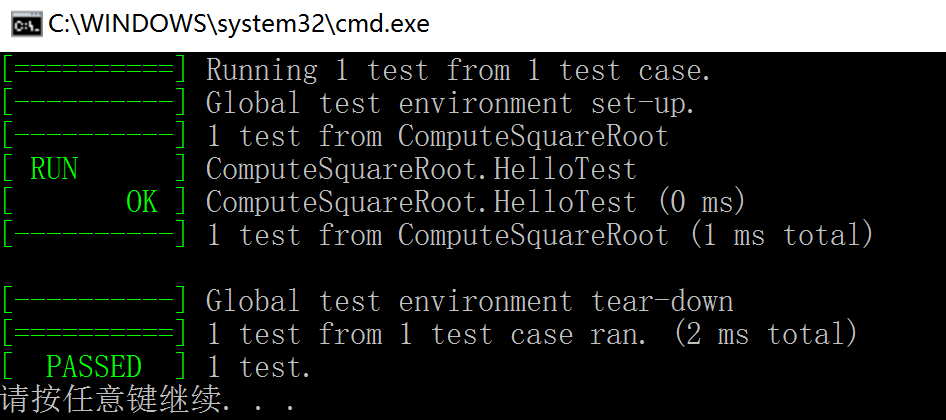 C:\WINDOWS\system32\cmd.exe
[==========] Running 1 test from 1 test case.
[----------] Global test environment set-up.
[----------] 1 test from ComputeSquareRoot
[ RUN      ] ComputeSquareRoot.HelloTest
[       OK ] ComputeSquareRoot.HelloTest (0 ms)
[----------] 1 test from ComputeSquareRoot (1 ms total)
[----------] Global test environment tear-down
[==========] 1 test from 1 test case ran. (2 ms total)
[  PASSED  ] 1 test.
请按任意键继续. . .